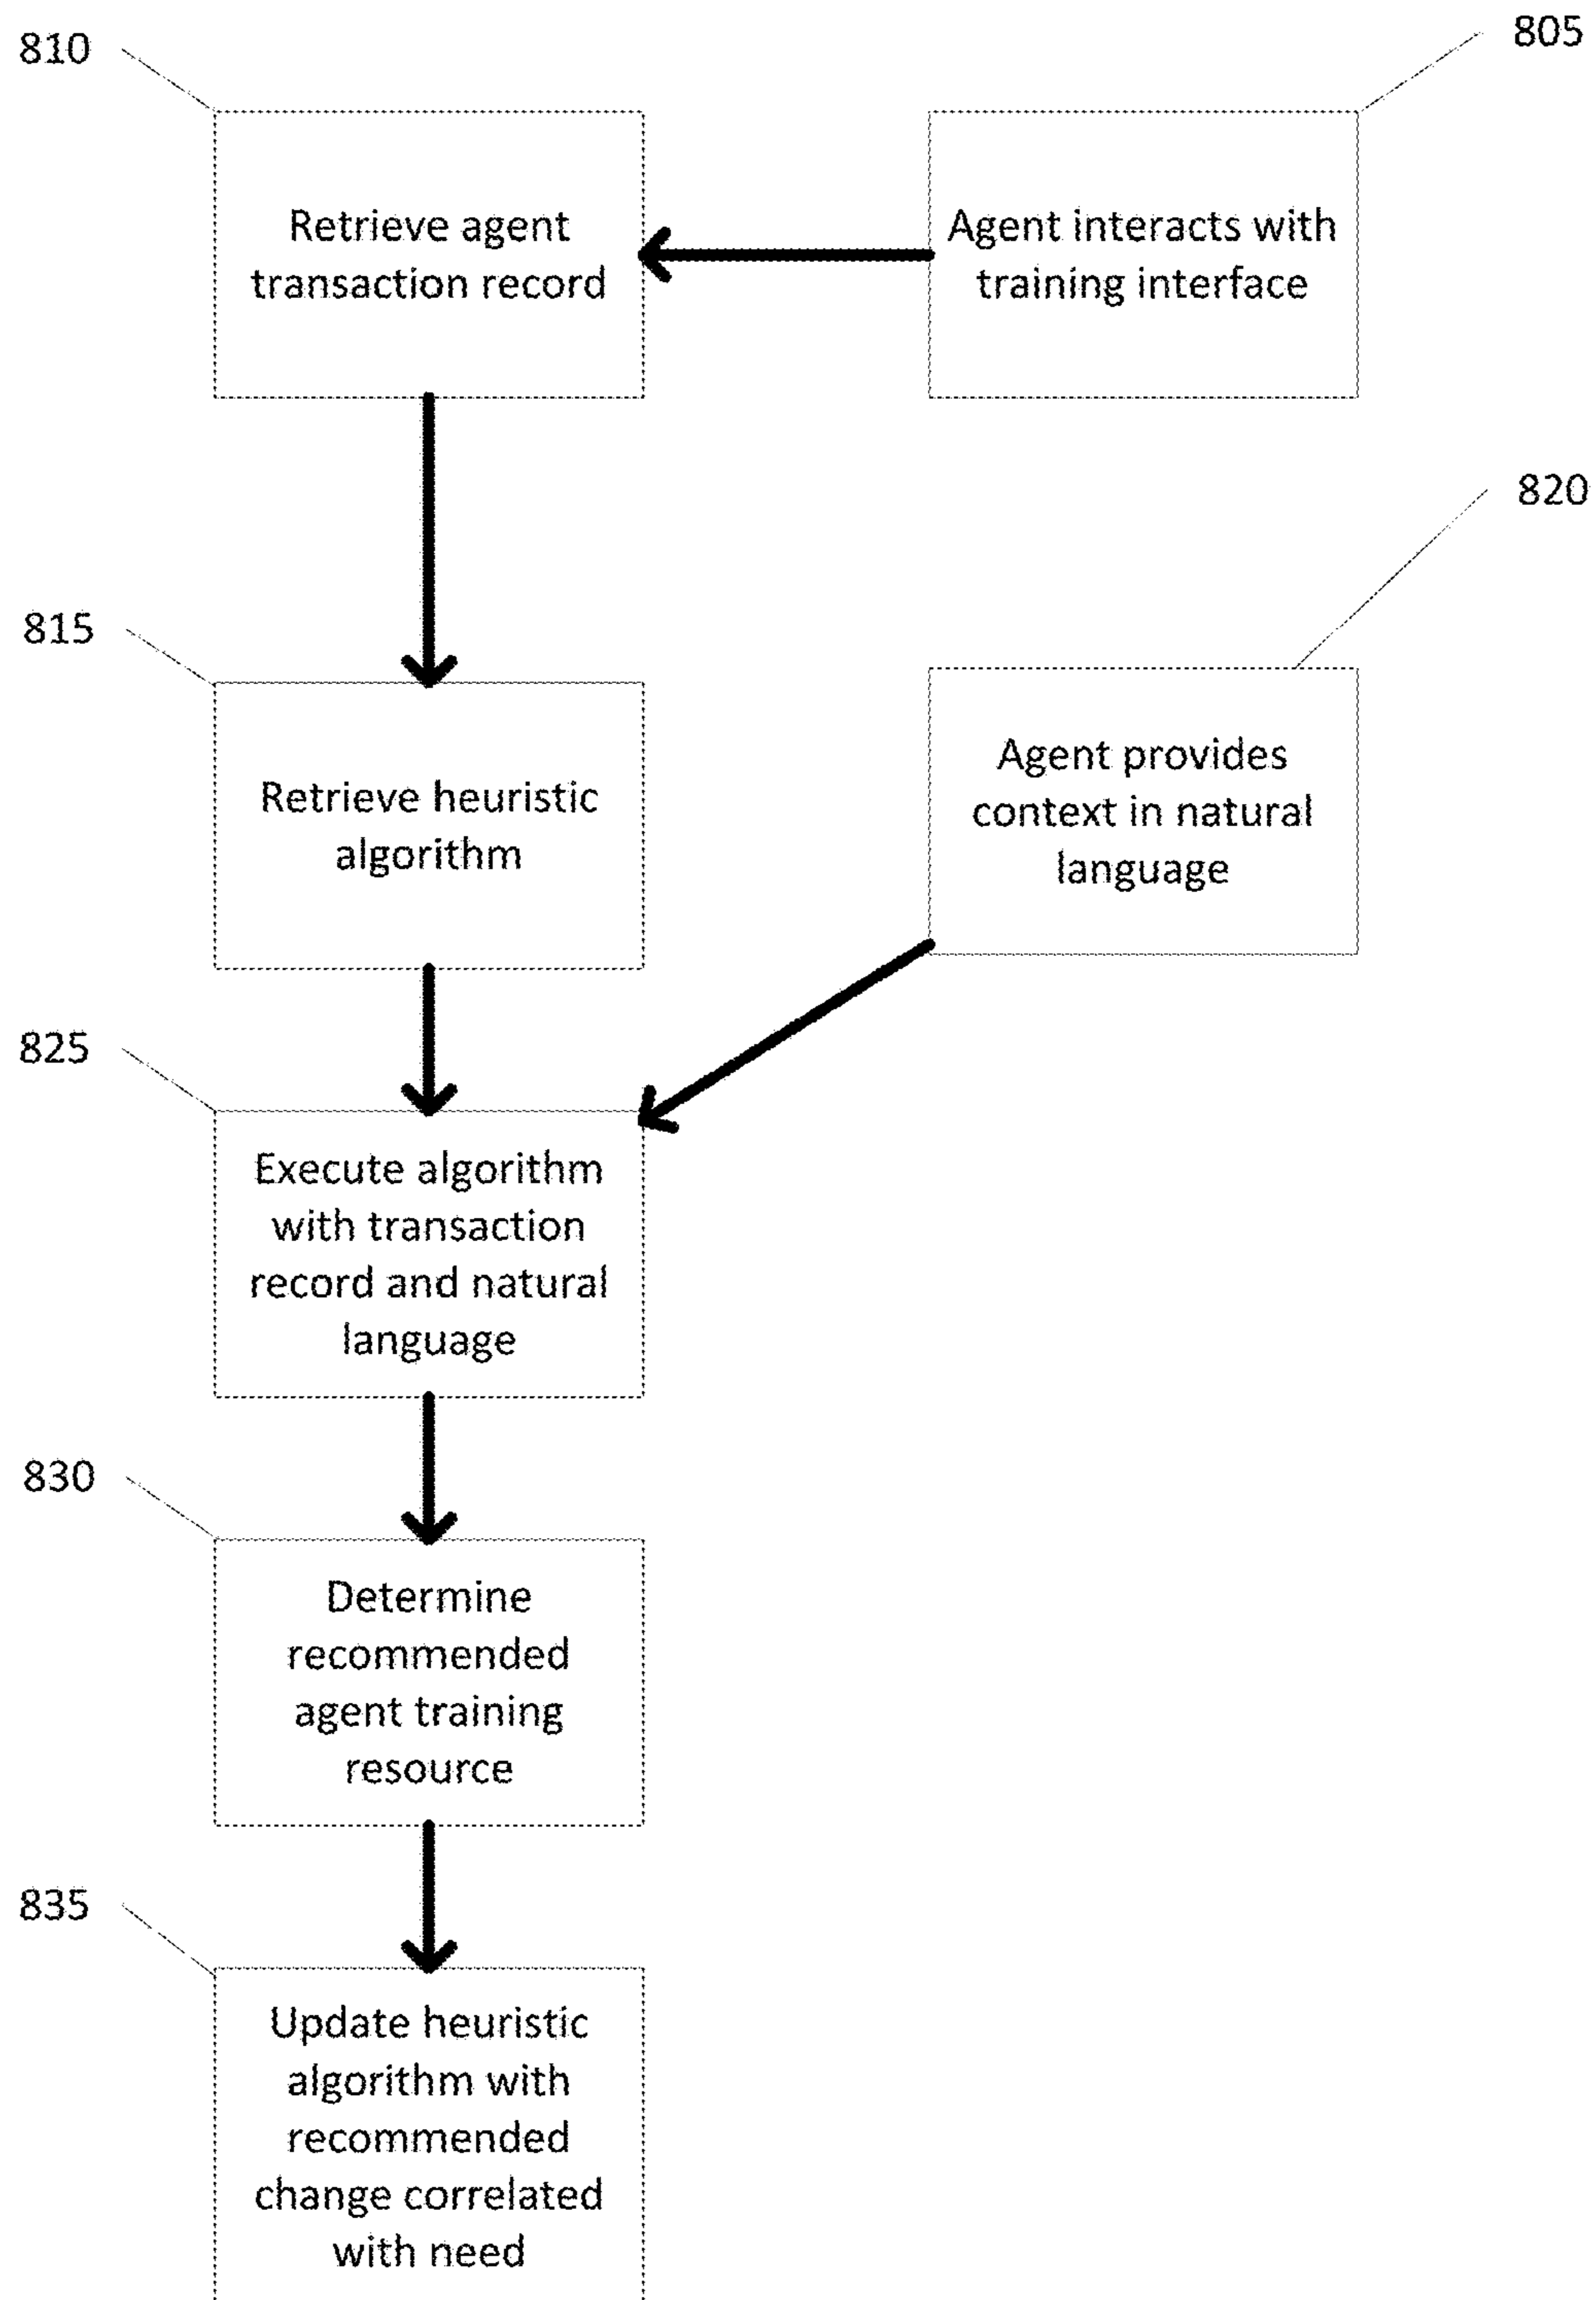 810
805
Retrieve agent
transaction record
Agent interacts with
training interface
820
815
Retrieve heuristic
algorithm
Agent provides
context in natural
language
825
Execute algorithm
with transaction
record and natural
language
830
Determine
recommended
agent training
resource
835
Update heuristic
algorithm with
recommended
change correlated
with need